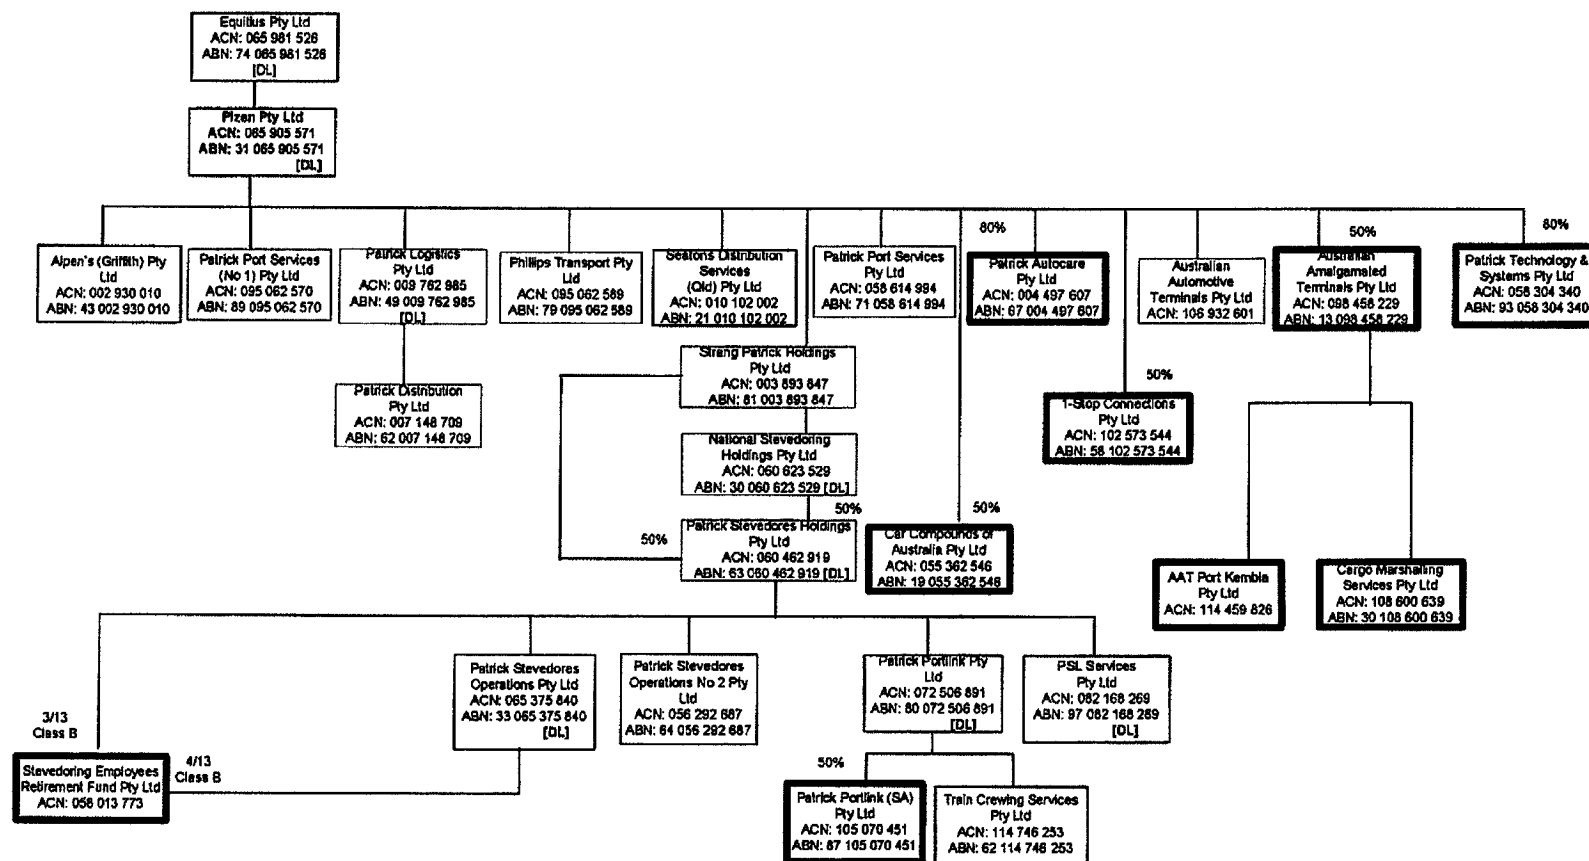 Equitius Pty Ltd
ACN: 065 981 526
ABN: 74 065 981 526
[DL]
Plzen Pty Ltd
ACN: 065 905 571
ABN: 31 065 905 571
[DL]
Alpen's (Griffith) Pty
Ltd
ACN: 002 930 010
ABN: 43 002 930 010
Patrick Port Services
(No 1) Pty Ltd
ACN: 095 062 570
ABN: 89 095 062 570
Patrick Logistics
Pty Ltd
ACN: 009 762 985
ABN: 49 009 762 985
[DL]
Phillips Transport Pty
Ltd
ACN: 095 062 589
ABN: 79 095 062 589
Seatons Distribution
Services
(Qld) Pty Ltd
ACN: 010 102 002
ABN: 21 010 102 002
Patrick Port Services
Pty Ltd
ACN: 058 614 994
ABN: 71 058 614 994
80%
Patrick Autocare
Pty Ltd
ACN: 004 497 607
ABN: 67 004 497 607
Australian
Automotive
Terminals Pty Ltd
ACN: 106 932 601
50%
Australian
Amalgamated
Terminals Pty Ltd
ACN: 098 458 229
ABN: 13 098 458 229
80%
Patrick Technology &
Systems Pty Ltd
ACN: 058 304 340
ABN: 93 058 304 340
Patrick Distribution
Pty Ltd
ACN: 007 148 709
ABN: 62 007 148 709
Strang Patrick Holdings
Pty Ltd
ACN: 003 893 847
ABN: 81 003 893 847
50%
1-Stop Connections
Pty Ltd
ACN: 102 573 544
ABN: 58 102 573 544
National Stevedoring
Holdings Pty Ltd
ACN: 060 623 529
ABN: 30 060 623 529 [DL]
50%
50%
Patrick Stevedores Holdings
Pty Ltd
ACN: 060 462 919
ABN: 63 060 462 919 [DL]
50%
Car Compounds of
Australia Pty Ltd
ACN: 055 362 546
ABN: 19 055 362 546
AAT Port Kembla
Pty Ltd
ACN: 114 459 826
Cargo Marshalling
Services Pty Ltd
ACN: 108 600 639
ABN: 30 108 600 639
Patrick Stevedores
Operations Pty Ltd
ACN: 065 375 840
ABN: 33 065 375 840
[DL]
Patrick Stevedores
Operations No 2 Pty
Ltd
ACN: 056 292 687
ABN: 64 056 292 687
Patrick Portlink Pty
Ltd
ACN: 072 506 891
ABN: 80 072 506 891
[DL]
PSL Services
Pty Ltd
ACN: 082 168 269
ABN: 97 082 168 269
[DL]
3/13
Class B
4/13
Class B
Stevedoring Employees
Retirement Fund Pty Ltd
ACN: 058 013 773
50%
Patrick Portlink (SA)
Pty Ltd
ACN: 105 070 451
ABN: 87 105 070 451
Train Crewing Services
Pty Ltd
ACN: 114 746 253
ABN: 62 114 746 253